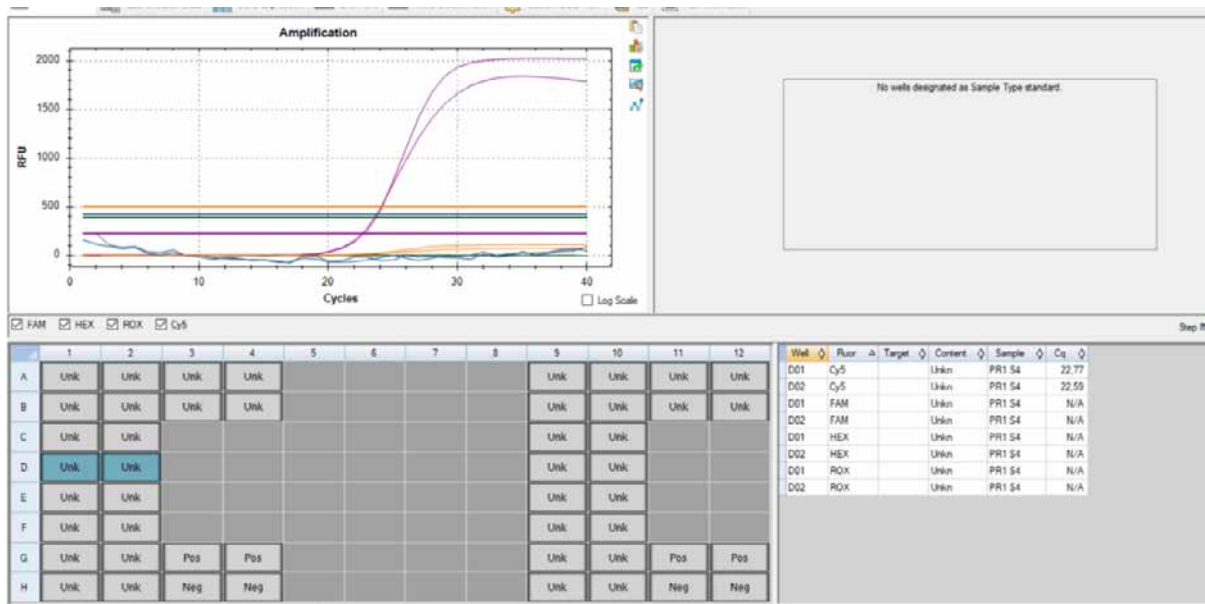 Amplification
2000
1500
1000
500
0
RFU
0 10 20 30 40
Cycles
Log Scale
No wells designated as Sample Type standard.
FAM HEX ROX Cy5
Step
1 2 3 4 5 6 7 8 9 10 11 12
A Unk Unk Unk Unk Unk Unk Unk Unk
B Unk Unk Unk Unk Unk Unk Unk Unk
C Unk Unk Unk Unk
D Unk Unk Unk Unk
E Unk Unk Unk Unk
F Unk Unk Unk Unk
G Unk Unk Pos Pos Unk Unk Pos Pos
H Unk Unk Neg Neg Unk Unk Neg Neg
Well Fluor Target Content Sample Cq
D01 Cy5 Unkn PR1 S4 22,77
D02 Cy5 Unkn PR1 S4 22,59
D01 FAM Unkn PR1 S4 N/A
D02 FAM Unkn PR1 S4 N/A
D01 HEX Unkn PR1 S4 N/A
D02 HEX Unkn PR1 S4 N/A
D01 ROX Unkn PR1 S4 N/A
D02 ROX Unkn PR1 S4 N/A